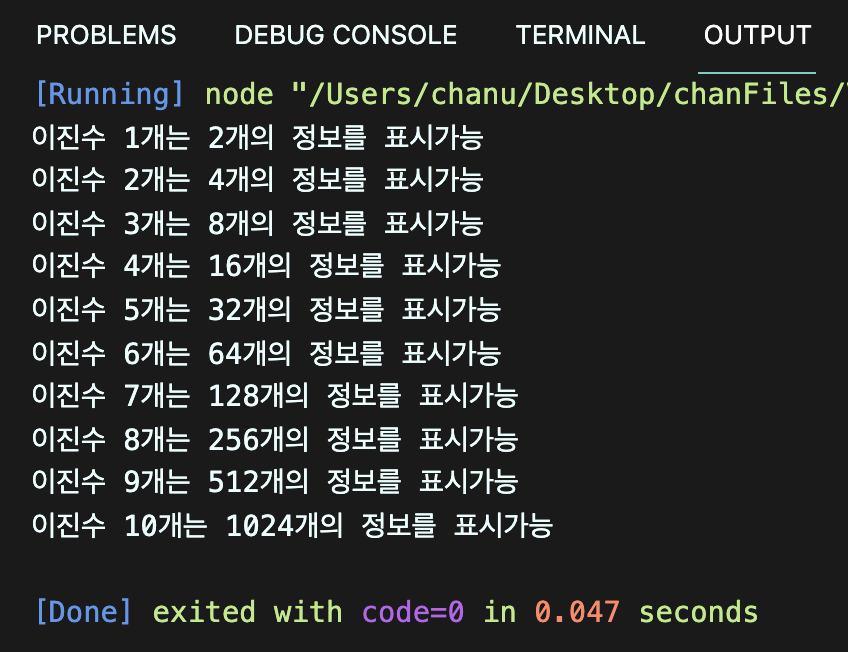 PROBLEMS DEBUG CONSOLE TERMINAL OUTPUT
[Running] node "/Users/chanu/Desktop/chanFiles/
이진수 1개는 2개의 정보를 표시가능
이진수 2개는 4개의 정보를 표시가능
이진수 3개는 8개의 정보를 표시가능
이진수 4개는 16개의 정보를 표시가능
이진수 5개는 32개의 정보를 표시가능
이진수 6개는 64개의 정보를 표시가능
이진수 7개는 128개의 정보를 표시가능
이진수 8개는 256개의 정보를 표시가능
이진수 9개는 512개의 정보를 표시가능
이진수 10개는 1024개의 정보를 표시가능
[Done] exited with code=0 in 0.047 seconds